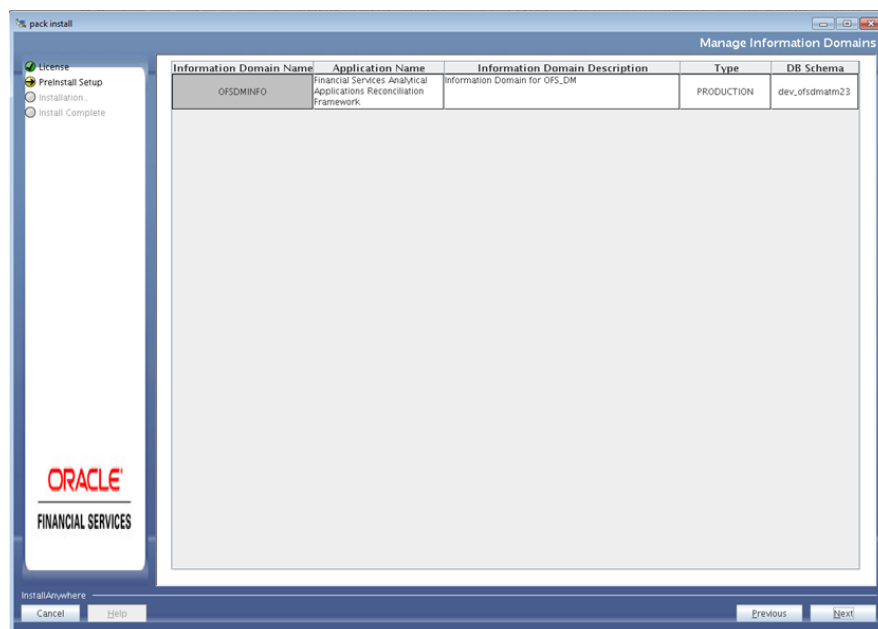 pack install
Manage Information Domains
License
PreInstall Setup
Installation..
Install Complete
Information Domain Name Application Name Information Domain Description Type DB Schema
OFSDMINFO
Financial Services Analytical
Applications Reconciliation
Framework
Information Domain for OFS_DM
PRODUCTION
dev_ofsdmatm23
ORACLE
FINANCIAL SERVICES
InstallAnywhere
Cancel Help Previous Next